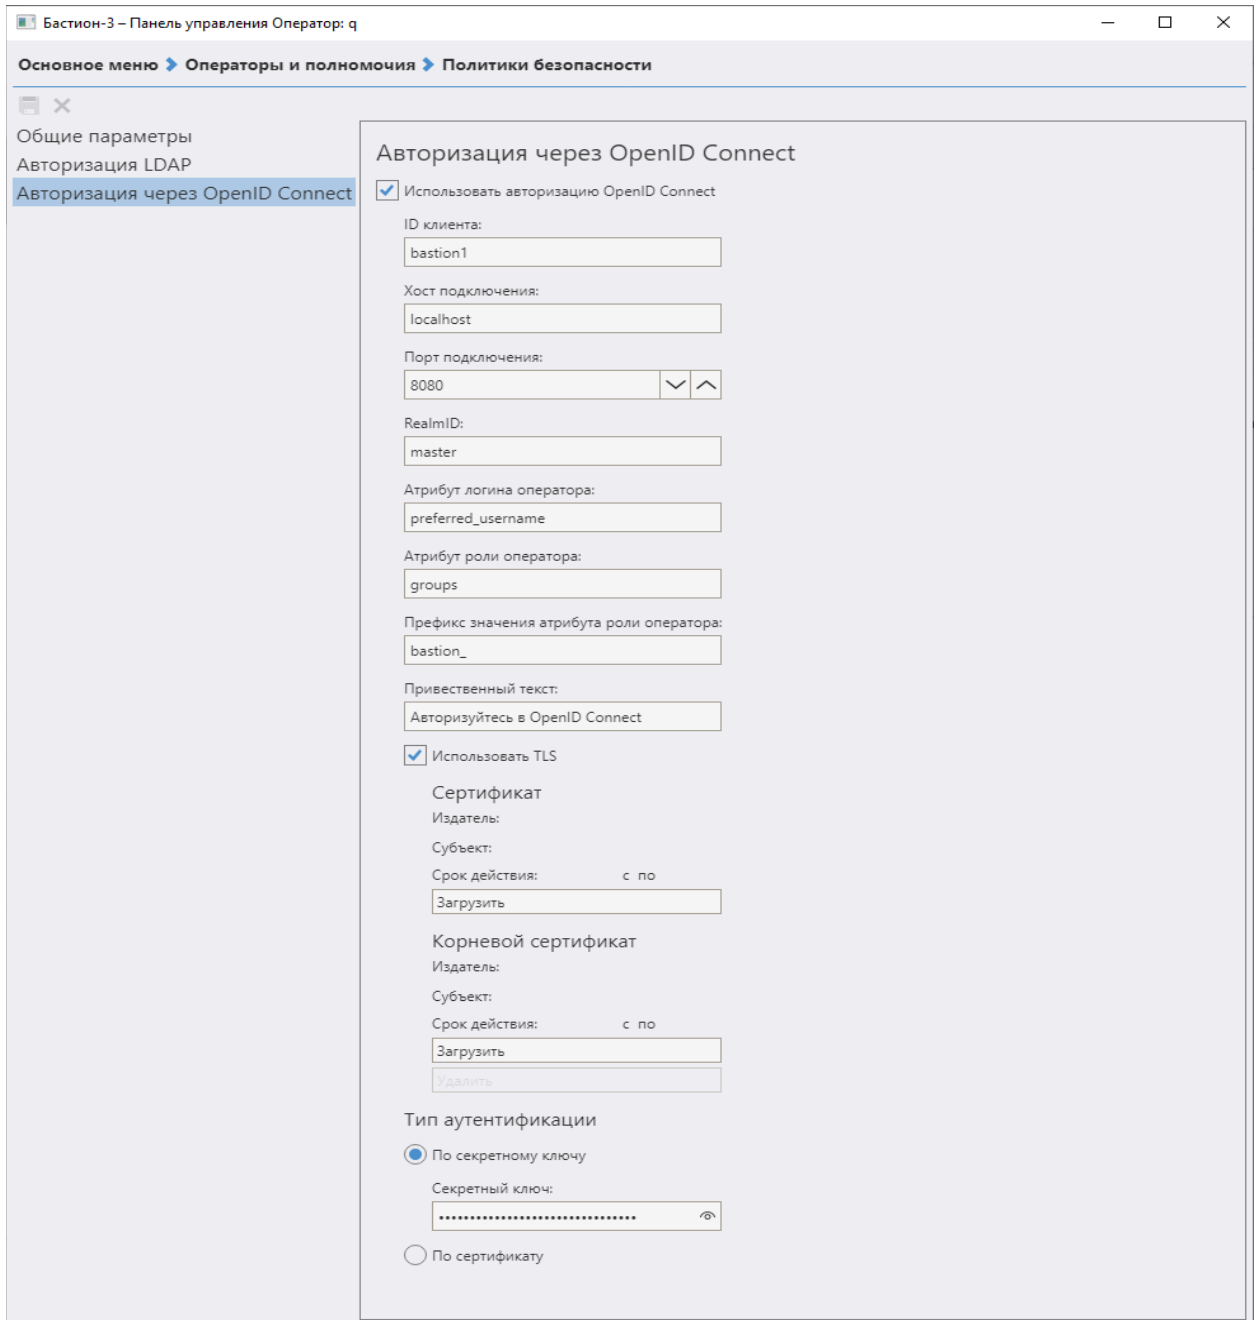 Бастион-3 – Панель управления Оператор: q
Основное меню Операторы и полномочия Политики безопасности
Общие параметры
Авторизация LDAP
Авторизация через OpenID Connect
Авторизация через OpenID Connect
Использовать авторизацию OpenID Connect
ID клиента:
bastion1
Хост подключения:
localhost
Порт подключения:
8080
RealmID:
master
Атрибут логина оператора:
preferred_username
Атрибут роли оператора:
groups
Префикс значения атрибута роли оператора:
bastion_
Привественный текст:
Авторизуйтесь в OpenID Connect
Использовать TLS
Сертификат
Издатель:
Субъект:
Срок действия: с по
Загрузить
Корневой сертификат
Издатель:
Субъект:
Срок действия: с по
Загрузить
Удалить
Тип аутентификации
По секретному ключу
Секретный ключ:
••••••••••••••••••••••••••••••••
По сертификату